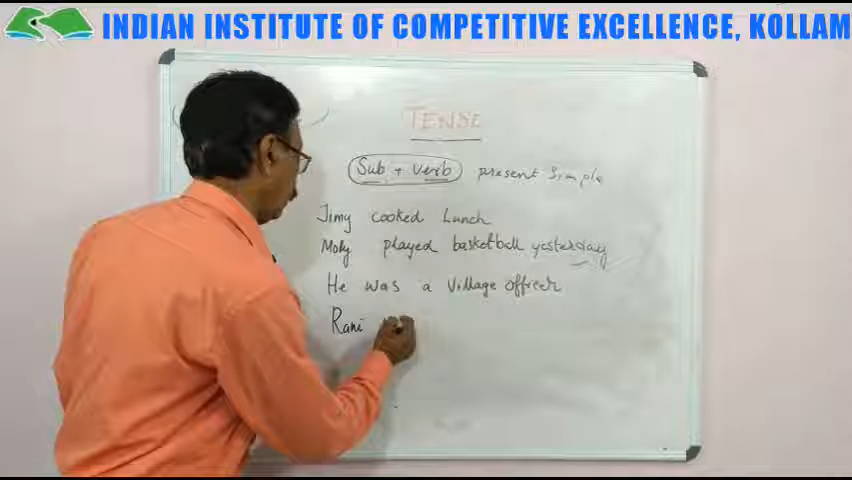 INDIAN INSTITUTE OF COMPETITIVE EXCELLENCE, KOLLAM
TENSE
Sub + Verb present Simple
Jimy cooked Lunch
Moly played basketball yesterday
He was a village officer
Rani